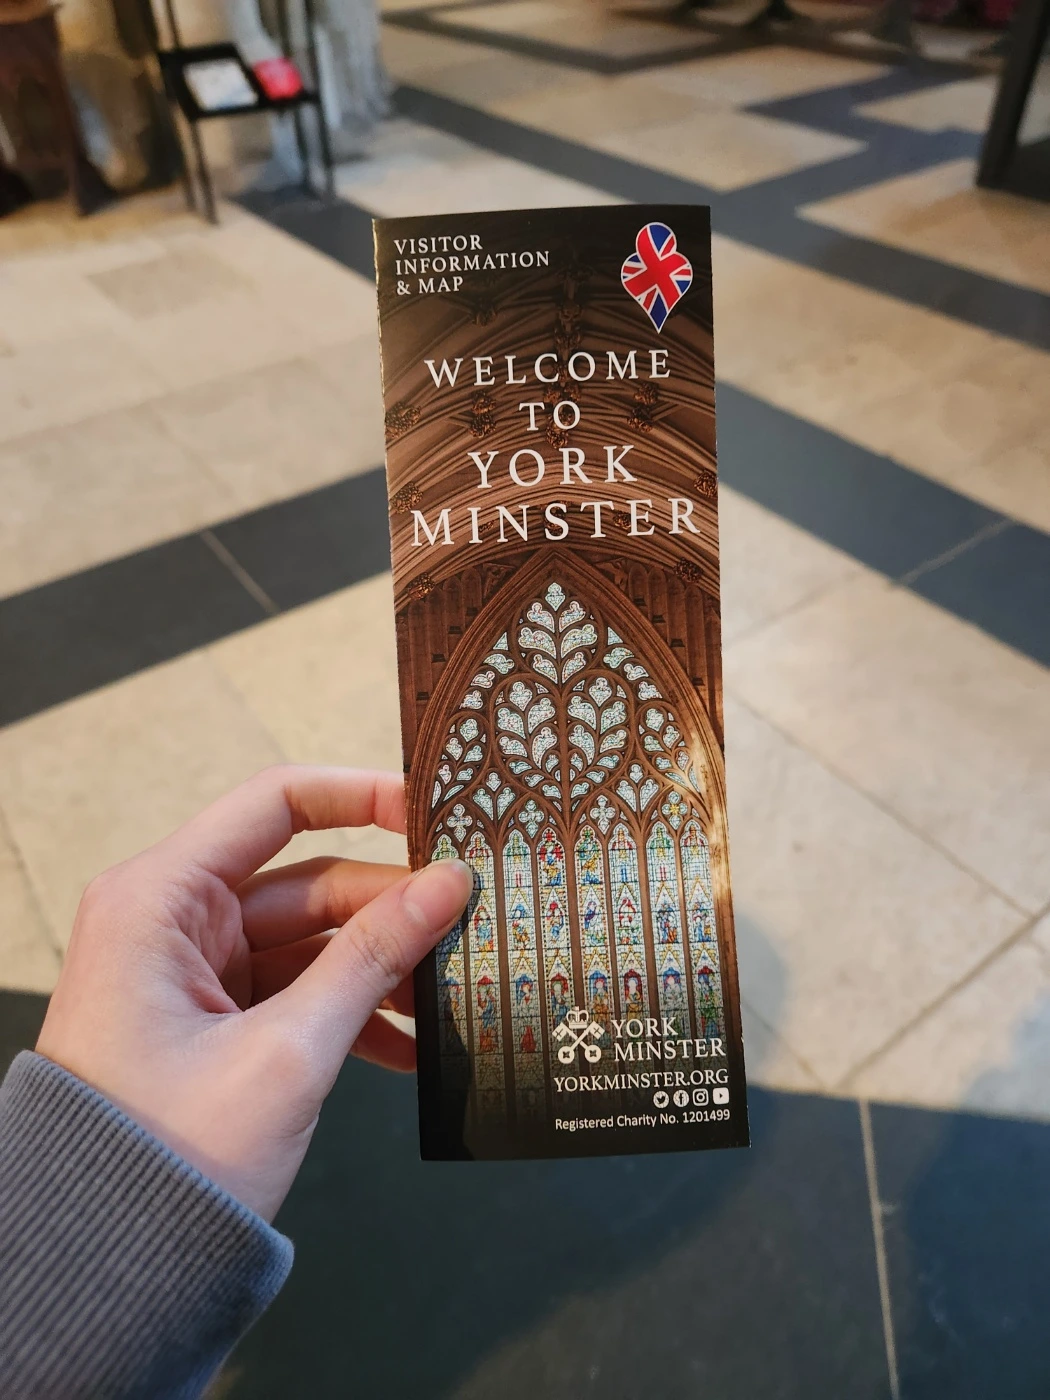 VISITOR
INFORMATION
& MAP
WELCOME
TO
YORK
MINSTER
YORK
MINSTER
YORKMINSTER.ORG
Registered Charity No. 1201499